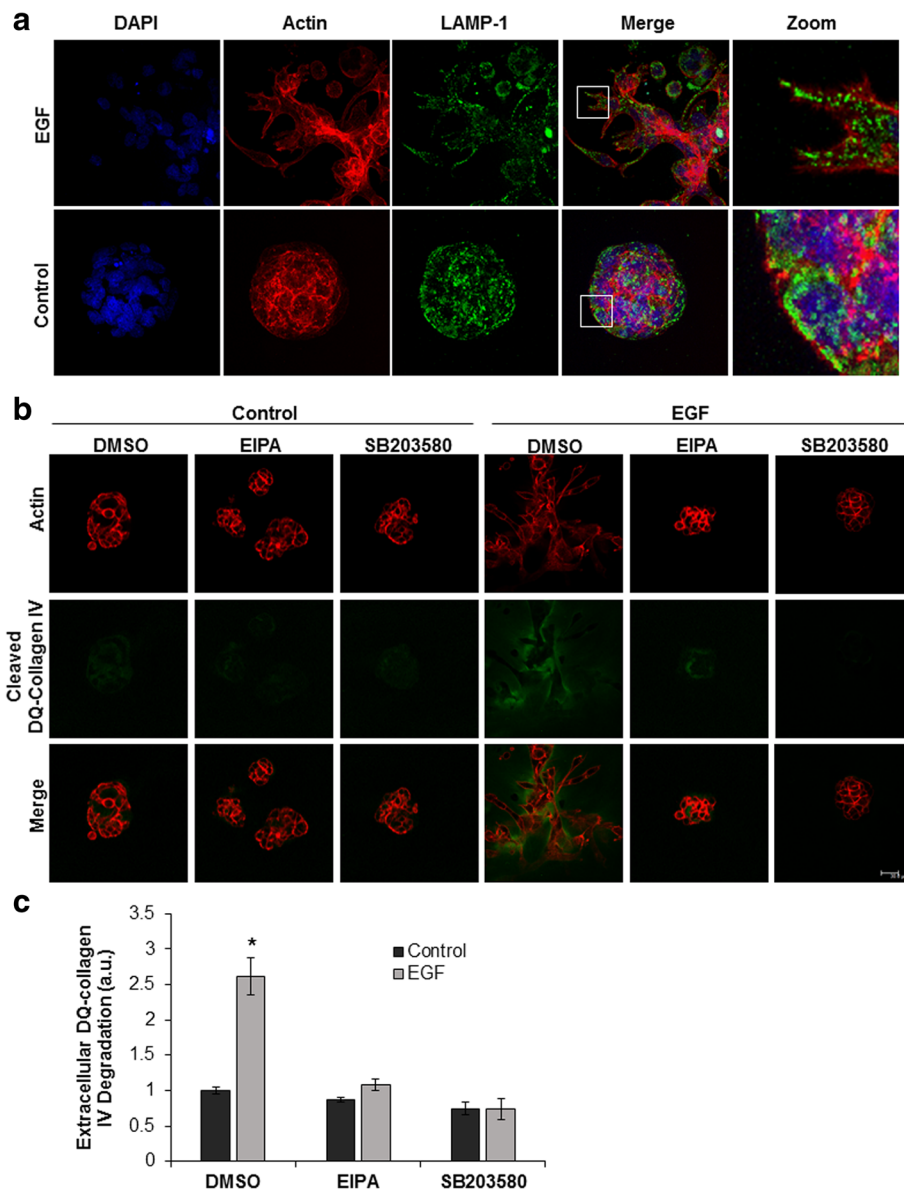 a
DAPI Actin LAMP-1 Merge Zoom
EGF
Control
b
Control EGF
DMSO EIPA SB203580 DMSO EIPA SB203580
Actin
Cleaved
DQ-Collagen IV
Merge
c
Extracellular DQ-collagen
IV Degradation (a.u.)
3.5
3
2.5
2
1.5
1
0.5
0
*
Control
EGF
DMSO EIPA SB203580